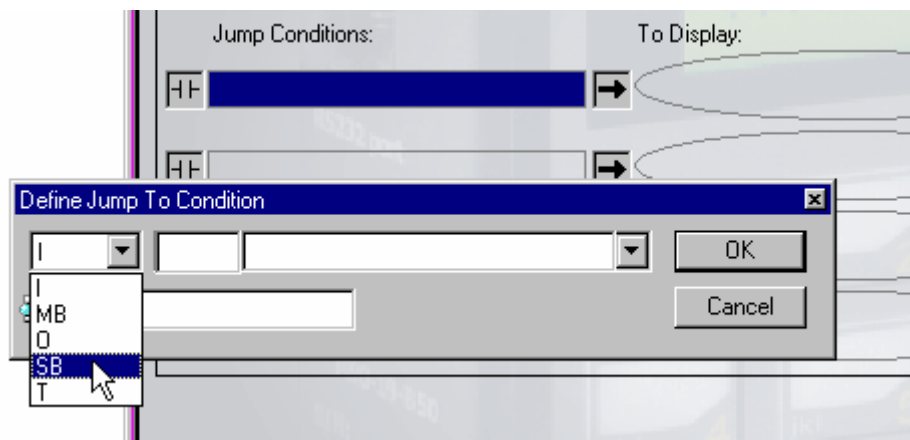 Jump Conditions:
To Display:
Define Jump To Condition
I
OK
I
MB
O
SB
T
Cancel